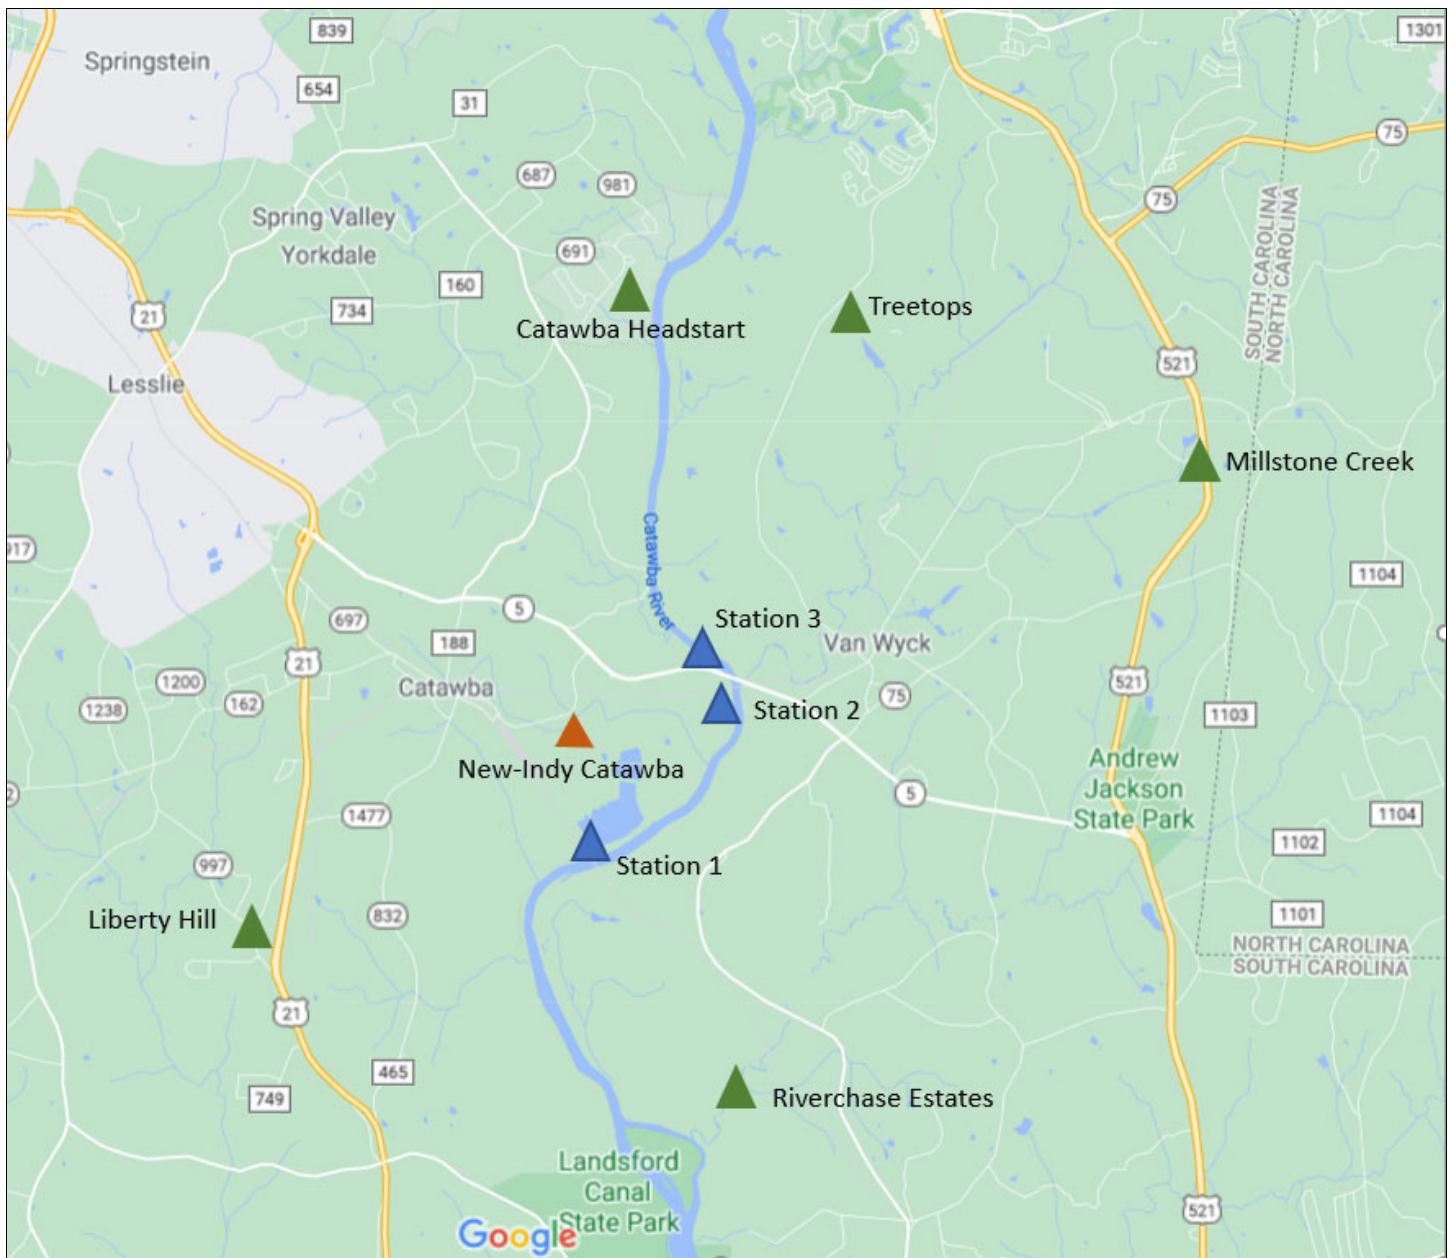 839
1301
Springstein
654
31
75
687
981
75
Spring Valley
Yorkdale
691
SOUTH CAROLINA
NORTH CAROLINA
160
734
21
Catawba Headstart
Treetops
521
Lesslie
Millstone Creek
917
Catawba River
1104
5
697
Station 3
188
Van Wyck
21
Catawba
521
1200
162
1238
75
Station 2
1103
New-Indy Catawba
Andrew
Jackson
State Park
2
5
1477
1104
1102
997
Station 1
832
Liberty Hill
1101
NORTH CAROLINA
SOUTH CAROLINA
21
465
749
Riverchase Estates
Landsford
Canal
State Park
Google
521